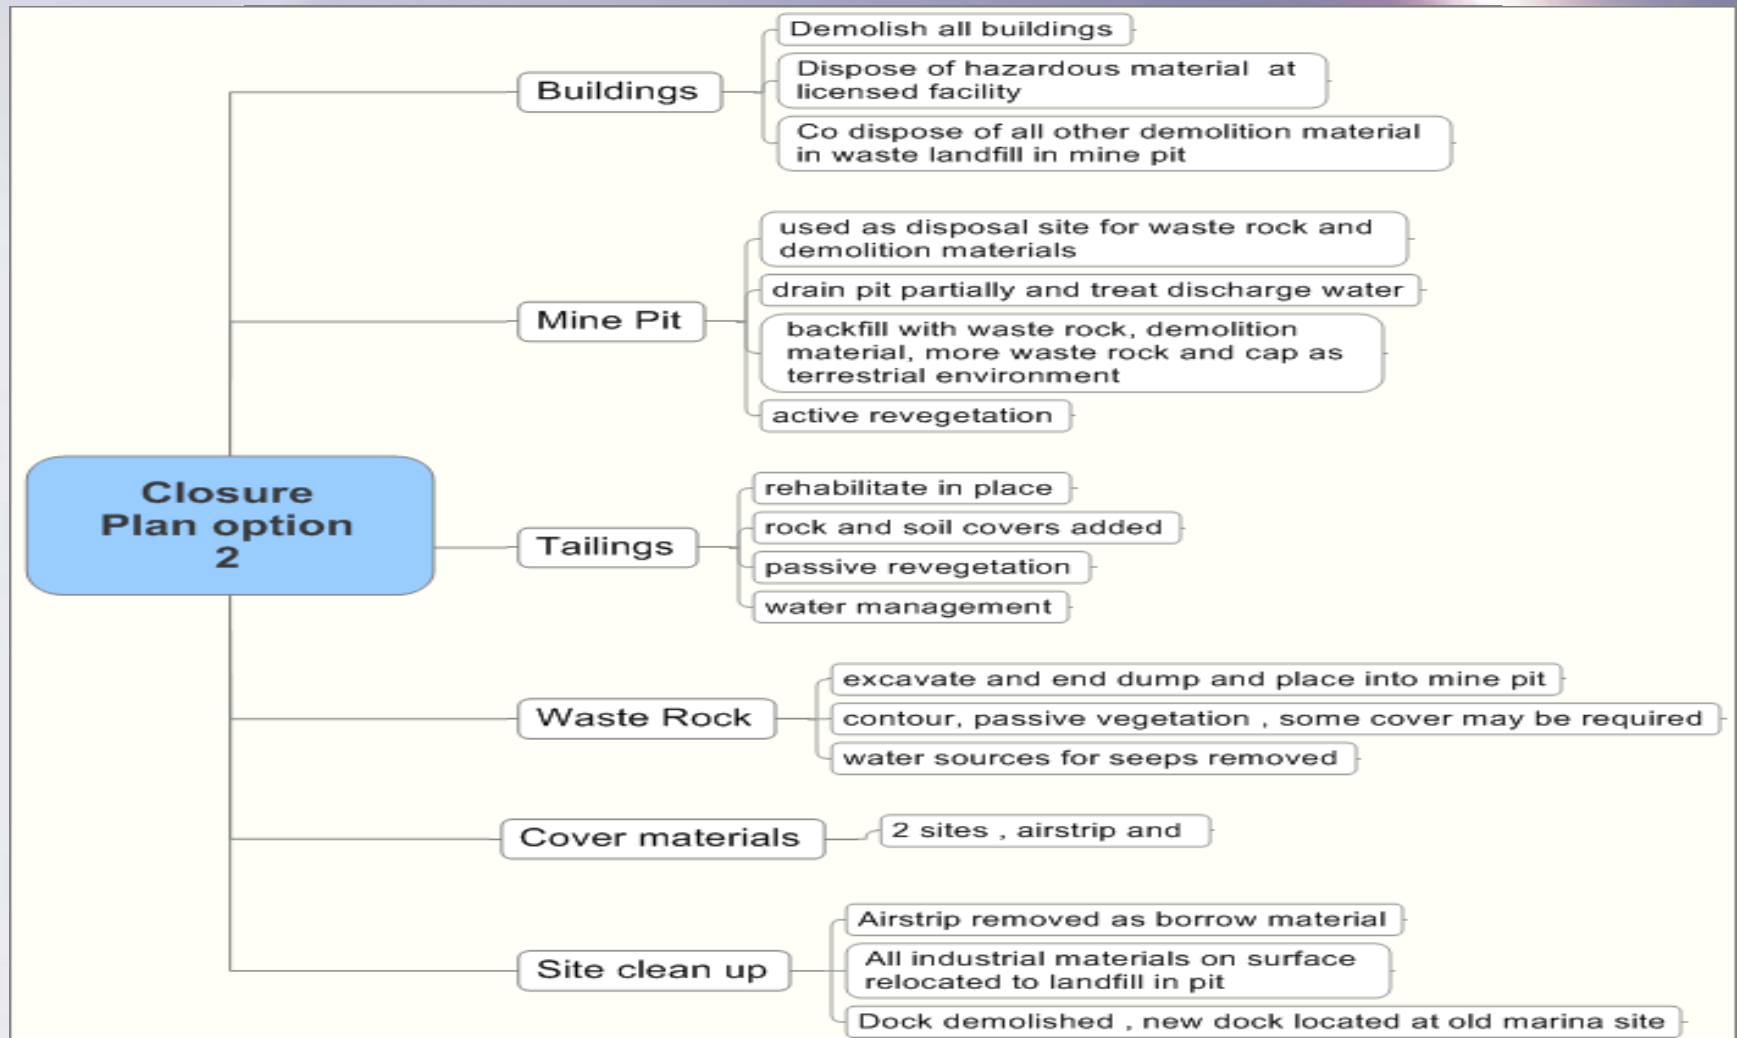 Closure
Plan option
2
Buildings
Demolish all buildings
Dispose of hazardous material  at
licensed facility
Co dispose of all other demolition material
in waste landfill in mine pit
Mine Pit
used as disposal site for waste rock and
demolition materials
drain pit partially and treat discharge water
backfill with waste rock, demolition
material, more waste rock and cap as
terrestrial environment
active revegetation
Tailings
rehabilitate in place
rock and soil covers added
passive revegetation
water management
Waste Rock
excavate and end dump and place into mine pit
contour, passive vegetation , some cover may be required
water sources for seeps removed
Cover materials
2 sites , airstrip and
Site clean up
Airstrip removed as borrow material
All industrial materials on surface
relocated to landfill in pit
Dock demolished , new dock located at old marina site